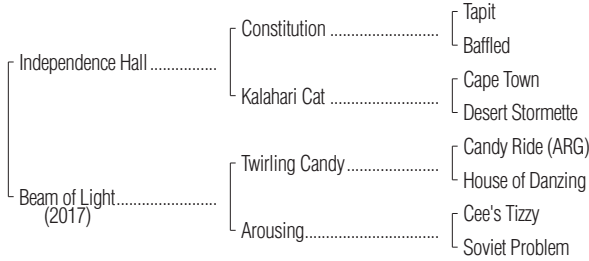 Tapit
Constitution
Baffled
Independence Hall
Cape Town
Kalahari Cat
Desert Stormette
Candy Ride (ARG)
Twirling Candy
House of Danzing
Beam of Light
(2017)
Cee's Tizzy
Arousing
Soviet Problem